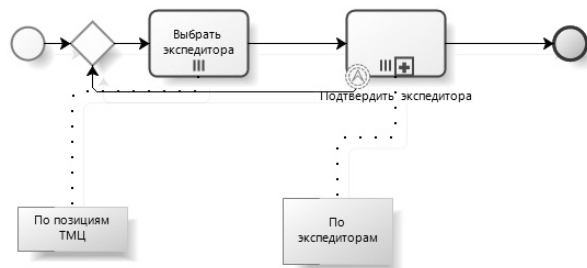 Выбрать
экспедитора
Подтвердить экспедитора
По позициям
ТМЦ
По
экспедиторам